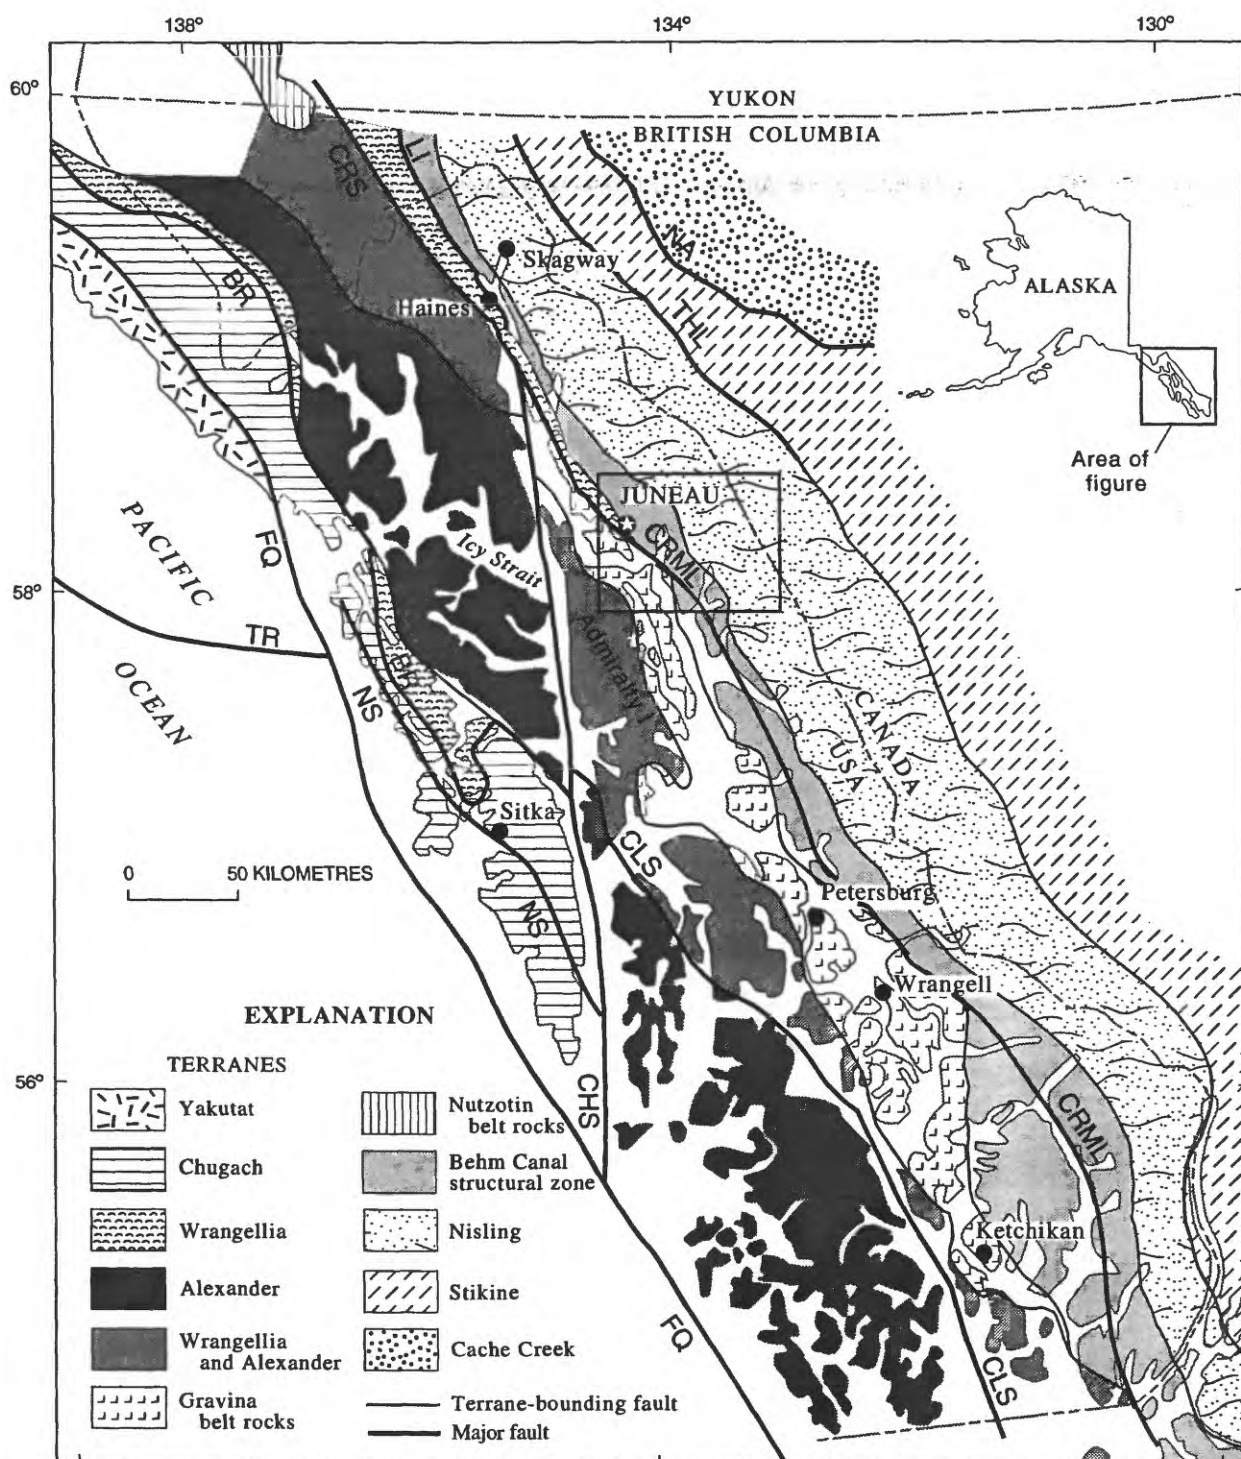 138°
134°
130°
60°
YUKON
BRITISH COLUMBIA
CRS
LI
NA
Skagway
THL
Haines
BR
ALASKA
Area of
figure
JUNEAU
CRML
PACIFIC
OCEAN
FQ
Icy Strait
58°
TR
Admiralty I
NS
CANADA
USA
Sitka
CLS
0
50 KILOMETRES
NS
Petersburg
Wrangell
56°
CHS
CRML
Ketchikan
FQ
CLS
EXPLANATION
TERRANES
Yakutat
Chugach
Wrangellia
Alexander
Wrangellia
and Alexander
Gravina
belt rocks
Nutzotin
belt rocks
Behm Canal
structural zone
Nisling
Stikine
Cache Creek
Terrane-bounding fault
Major fault